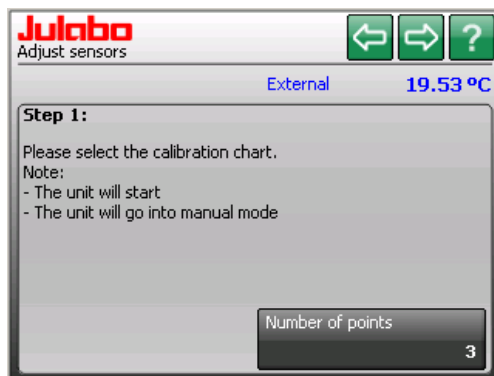 Julabo
Adjust sensors
?
External 19.53 ºC
Step 1:
Please select the calibration chart.
Note:
- The unit will start
- The unit will go into manual mode
Number of points
3